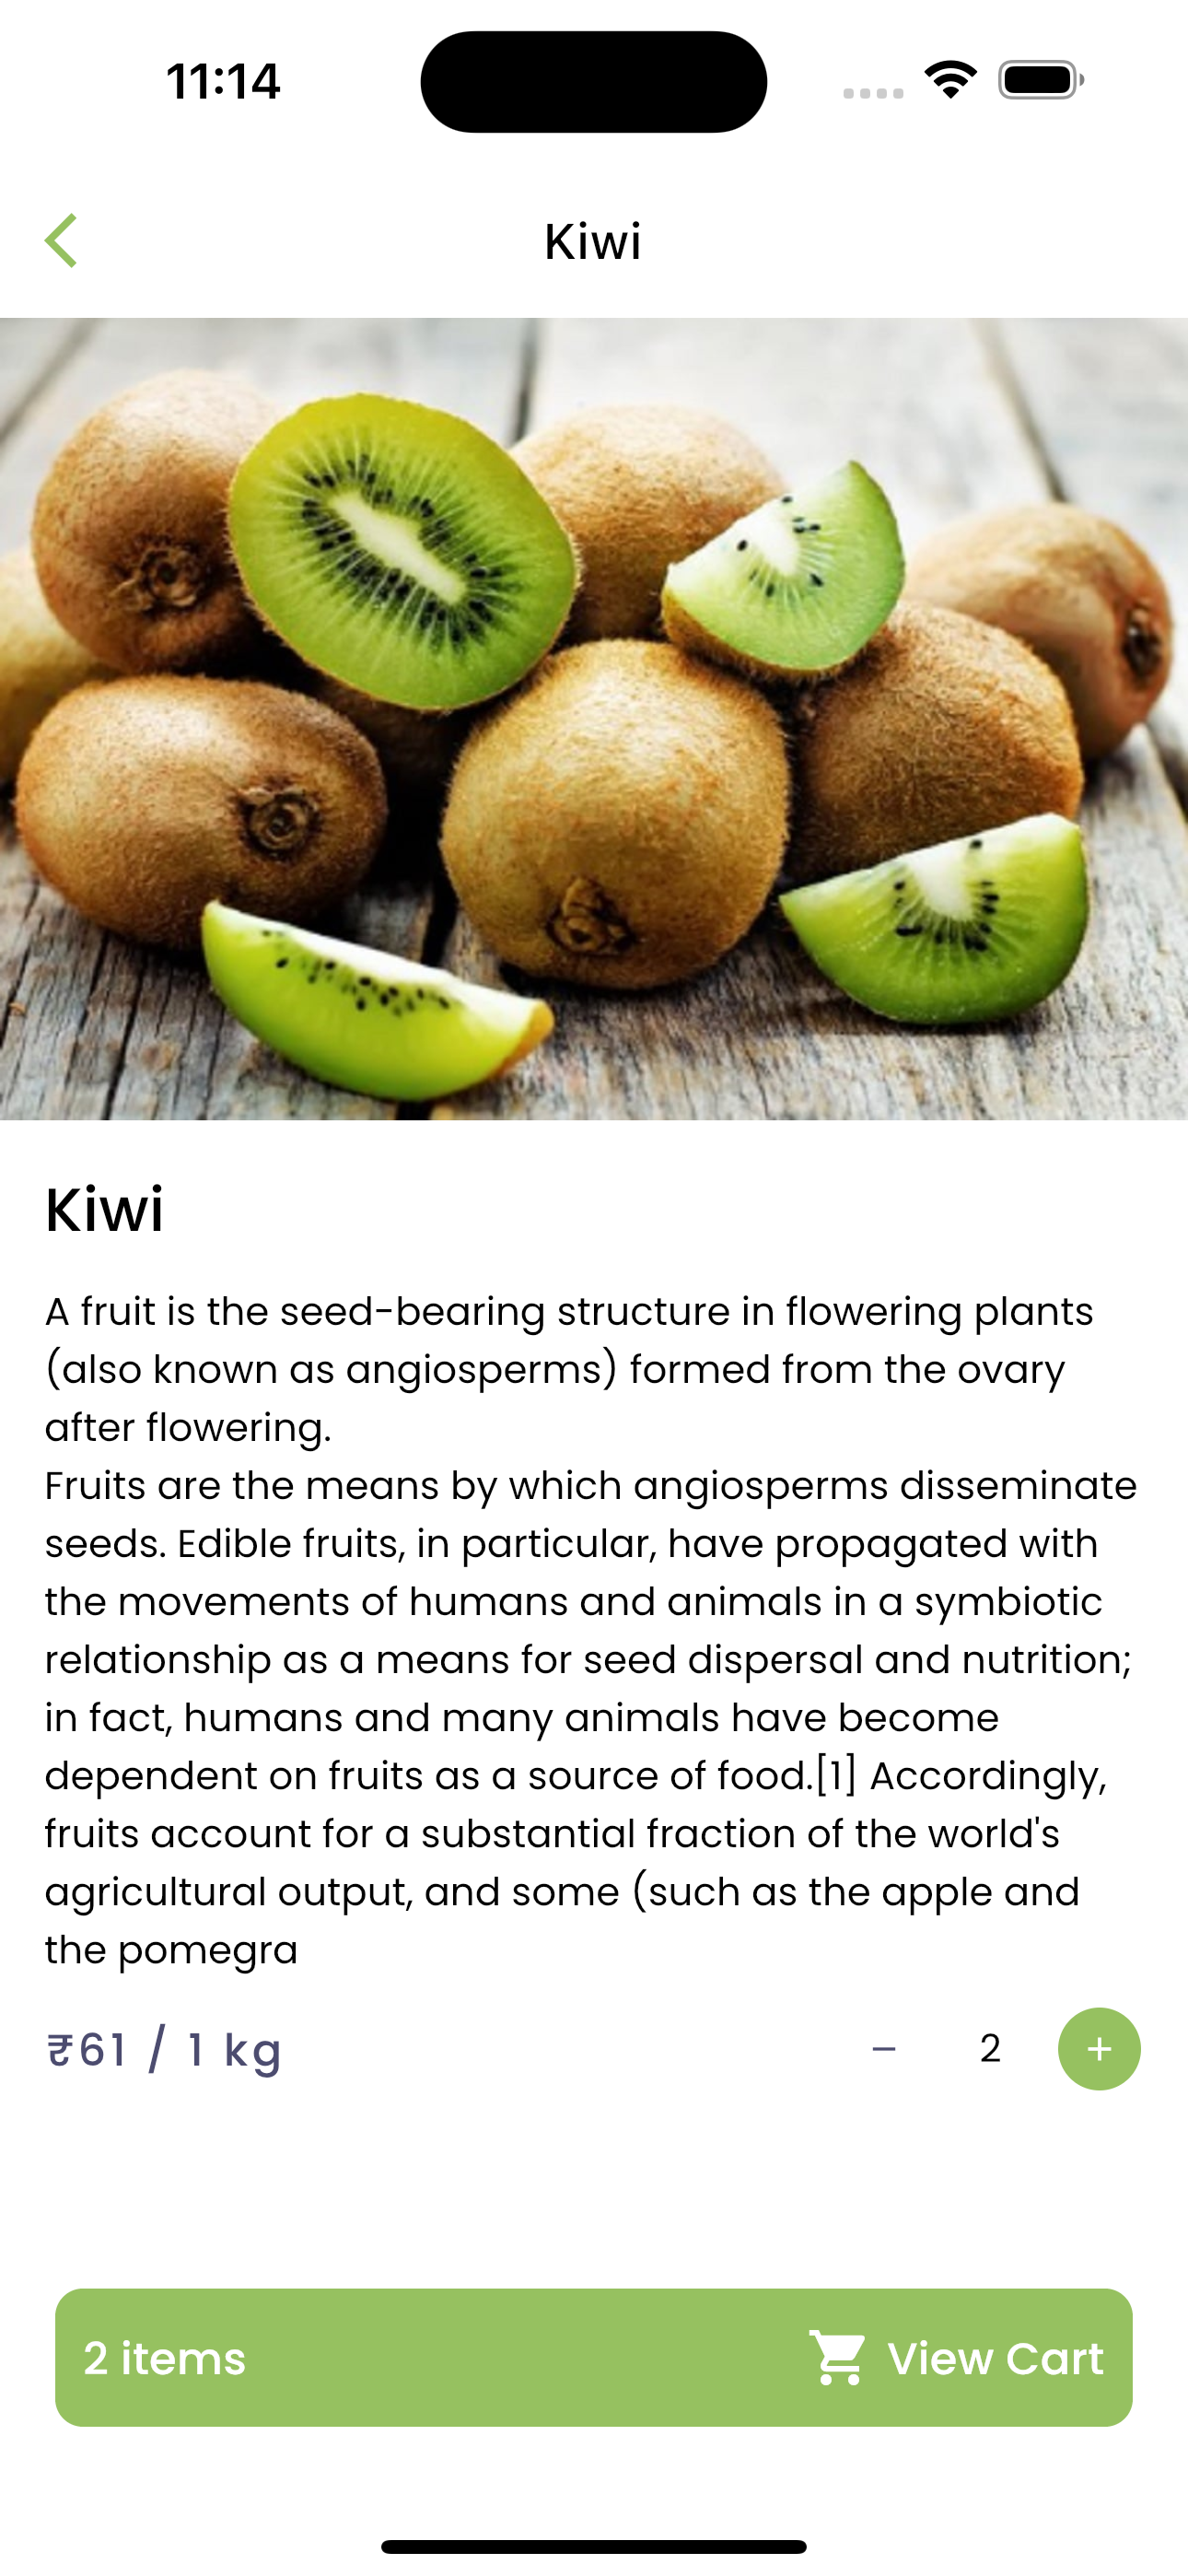 11:14
Kiwi
Kiwi
A fruit is the seed-bearing structure in flowering plants
(also known as angiosperms) formed from the ovary
after flowering.
Fruits are the means by which angiosperms disseminate
seeds. Edible fruits, in particular, have propagated with
the movements of humans and animals in a symbiotic
relationship as a means for seed dispersal and nutrition;
in fact, humans and many animals have become
dependent on fruits as a source of food.[1] Accordingly,
fruits account for a substantial fraction of the world's
agricultural output, and some (such as the apple and
the pomegra
₹61 / 1 kg
− 2 +
2 items View Cart